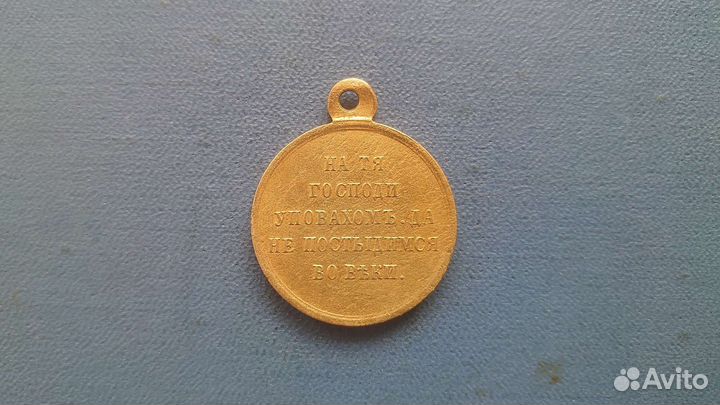 НА ТЯ
ГОСПОДИ
УПОВАХОМЪ, ДА
НЕ ПОСТЫДИМСЯ
ВО ВѢКИ.
Avito